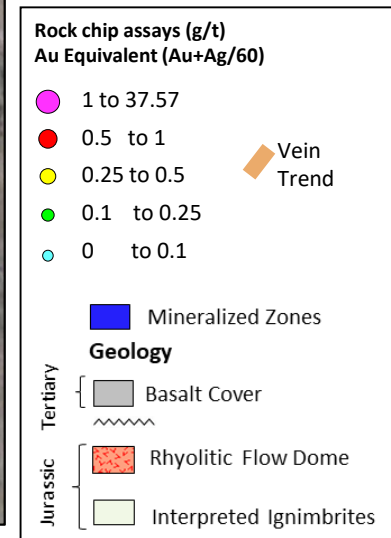 Rock chip assays (g/t)
Au Equivalent (Au+Ag/60)
1 to 37.57
0.5 to 1
0.25 to 0.5
0.1 to 0.25
0 to 0.1
Vein
Trend
Mineralized Zones
Geology
Tertiary
Basalt Cover
Jurassic
Rhyolitic Flow Dome
Interpreted Ignimbrites